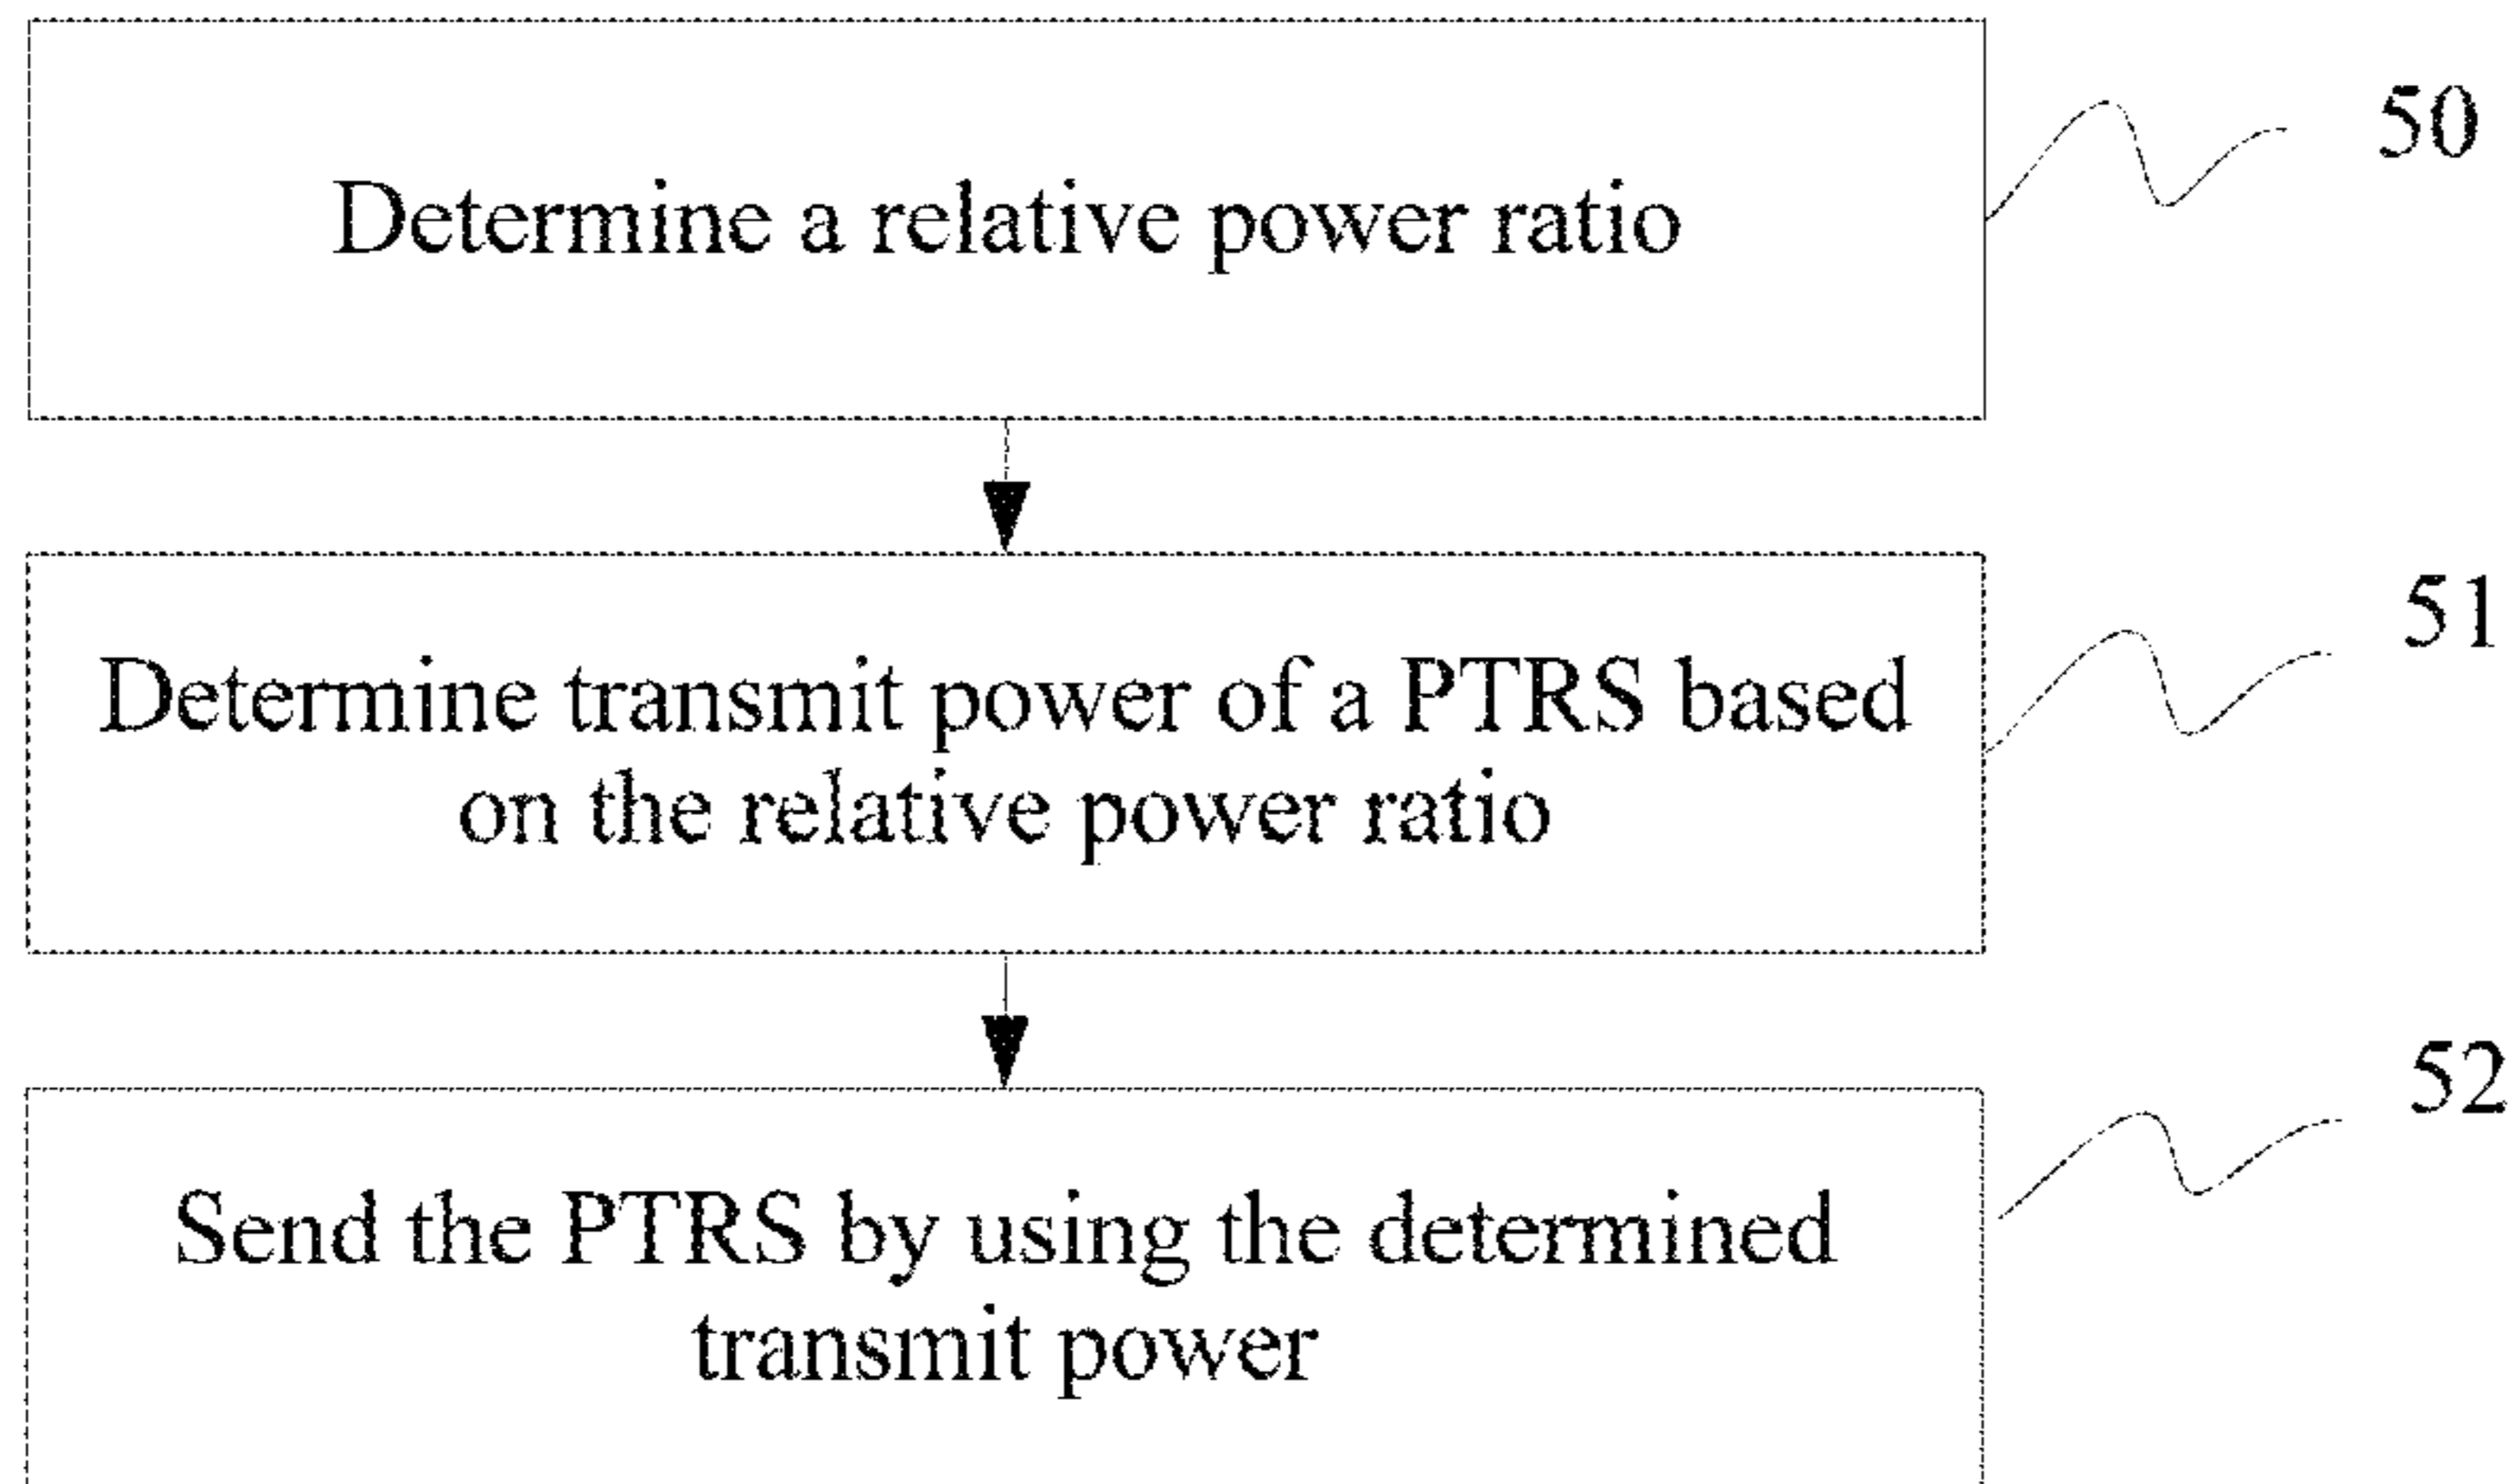 Determine a relative power ratio
50
Determine transmit power of a PTRS based
on the relative power ratio
51
Send the PTRS by using the determined
transmit power
52